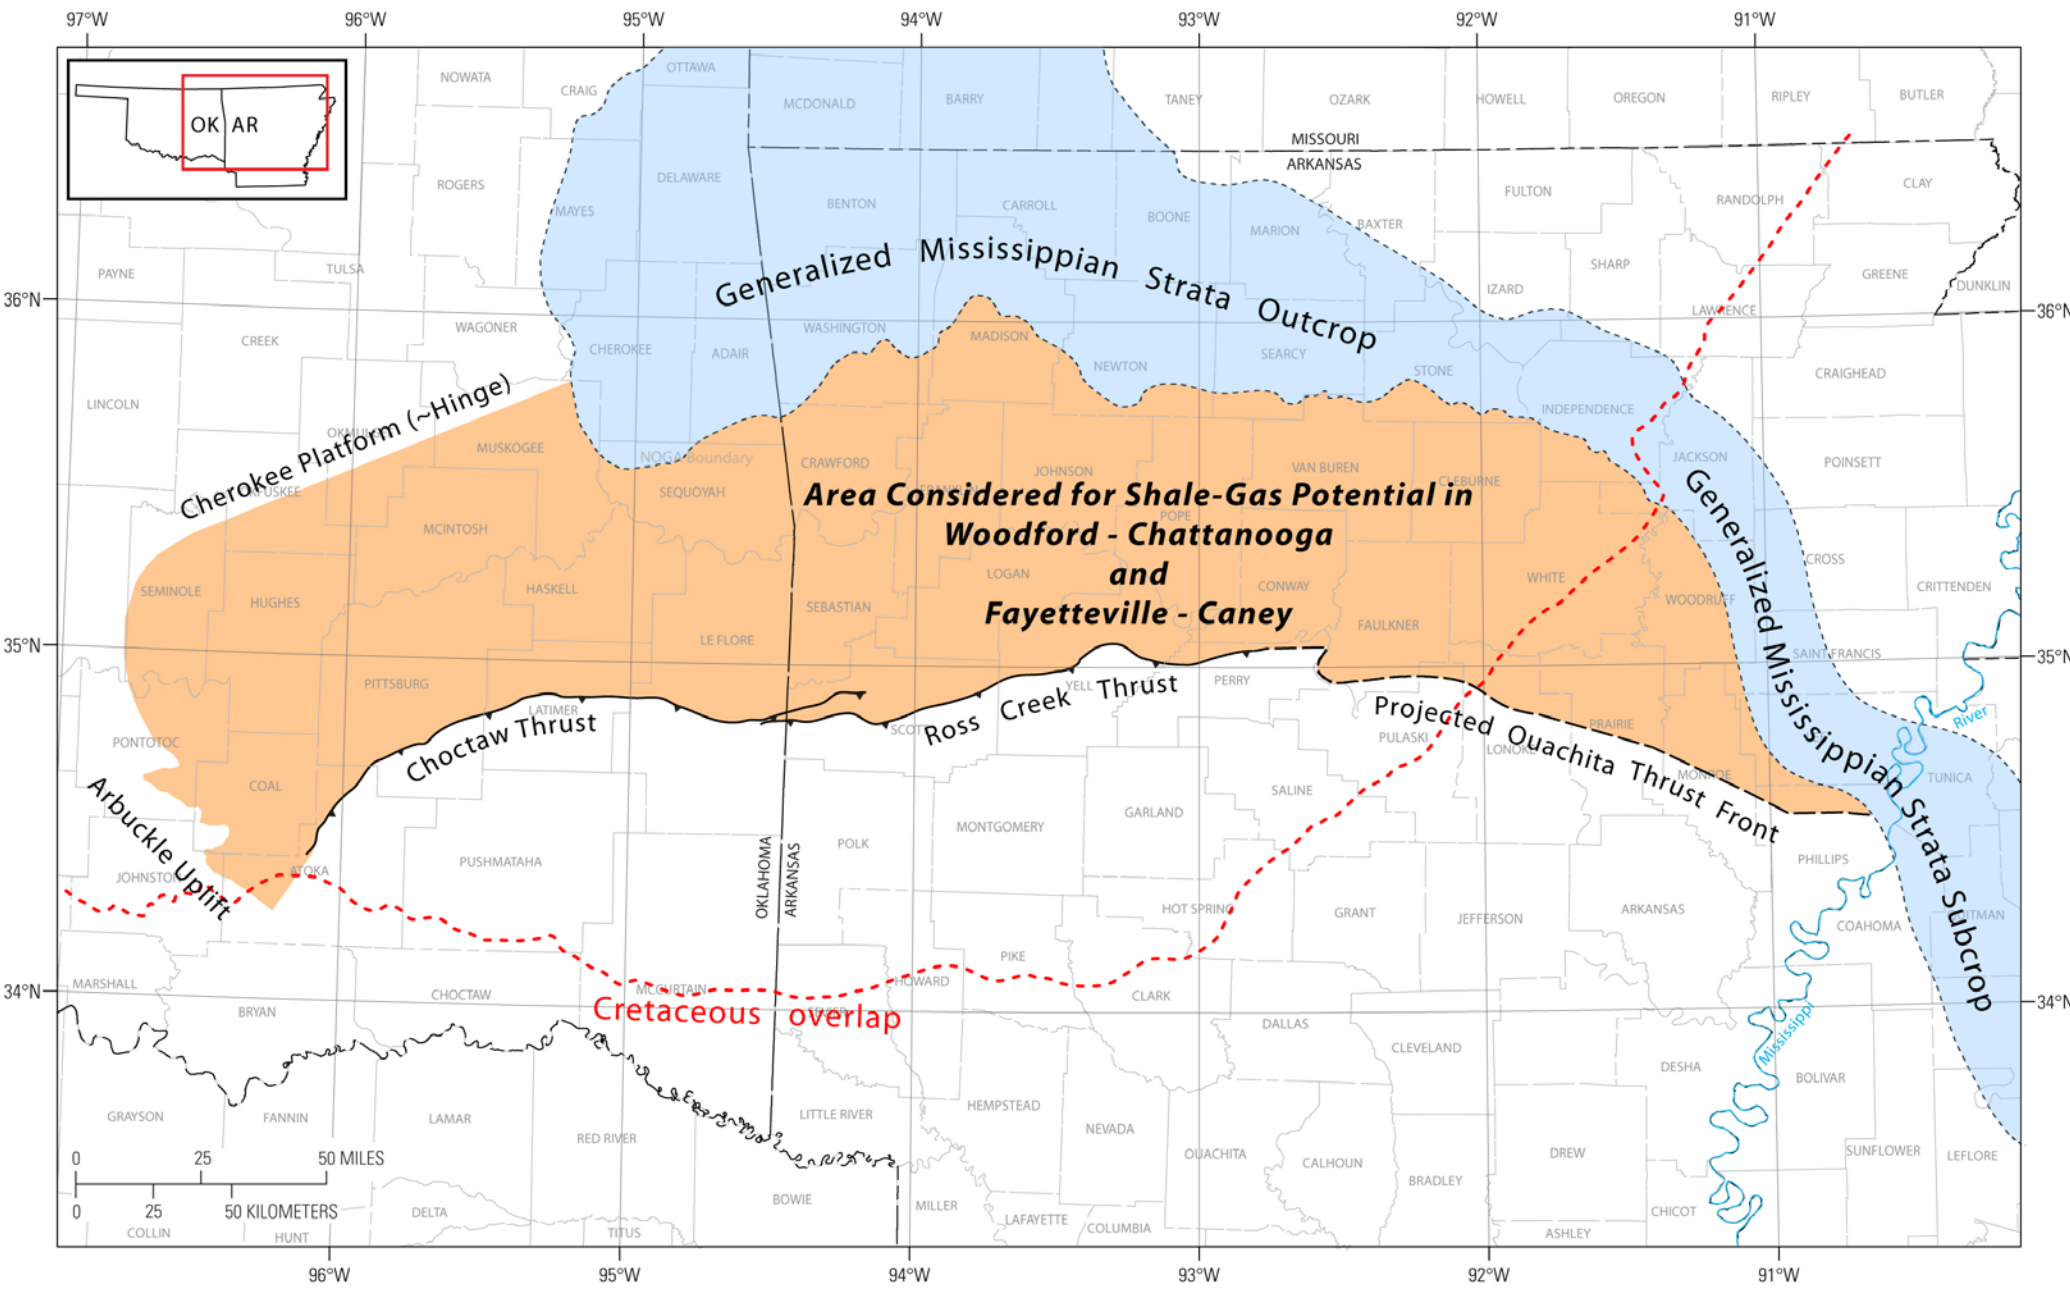 97°W 96°W 95°W 94°W 93°W 92°W 91°W
OTTAWA
NOWATA
CRAIG
MCDONALD BARRY TANEY OZARK HOWELL OREGON RIPLEY BUTLER
OK AR
MISSOURI
ARKANSAS
ROGERS DELAWARE FULTON CLAY
MAYES BENTON CARROLL BOONE MARION BAXTER RANDOLPH
Generalized Mississippian Strata Outcrop
PAYNE TULSA SHARP GREENE
IZARD DUNKLIN
36°N 36°N
LAWRENCE
CREEK WAGONER WASHINGTON MADISON
CHEROKEE ADAIR NEWTON SEARCY STONE CRAIGHEAD
Cherokee Platform (~Hinge)
LINCOLN INDEPENDENCE
MUSKOGEE
NOGA Boundary CRAWFORD JACKSON POINSETT
SEQUOYAH JOHNSON VAN BUREN CLEBURNE
Area Considered for Shale-Gas Potential in
POPE
Woodford - Chattanooga
and
Fayetteville - Caney
MCINTOSH
CROSS
SEMINOLE HUGHES HASKELL LOGAN CONWAY WHITE CRITTENDEN
SEBASTIAN WOODRUFF
LE FLORE FAULKNER
35°N 35°N
SAINT FRANCIS
Generalized Mississippian Strata Subcrop
PITTSBURG YELL PERRY
LATIMER
Choctaw Thrust
Ross Creek Thrust
Projected Ouachita Thrust Front
River
PONTOTOC PULASKI LONOKE PRAIRIE
MONROE TUNICA
COAL SALINE
Arbuckle Uplift
GARLAND
MONTGOMERY
POLK
PUSHMATAHA PHILLIPS
OKLAHOMA
ARKANSAS
JOHNSTON ATOKA
HOT SPRING GRANT JEFFERSON ARKANSAS
COAHOMA
PIKE
34°N 34°N
MARSHALL CHOCTAW MCCURTAIN HOWARD CLARK
Cretaceous overlap
BRYAN DALLAS
Mississippi
CLEVELAND
DESHA BOLIVAR
GRAYSON FANNIN LAMAR RED RIVER LITTLE RIVER HEMPSTEAD NEVADA
OUACHITA CALHOUN DREW SUNFLOWER LEFLORE
0 25 50 MILES
0 25 50 KILOMETERS
BRADLEY
DELTA BOWIE MILLER LAFAYETTE COLUMBIA CHICOT
COLLIN HUNT TITUS ASHLEY
96°W 95°W 94°W 93°W 92°W 91°W